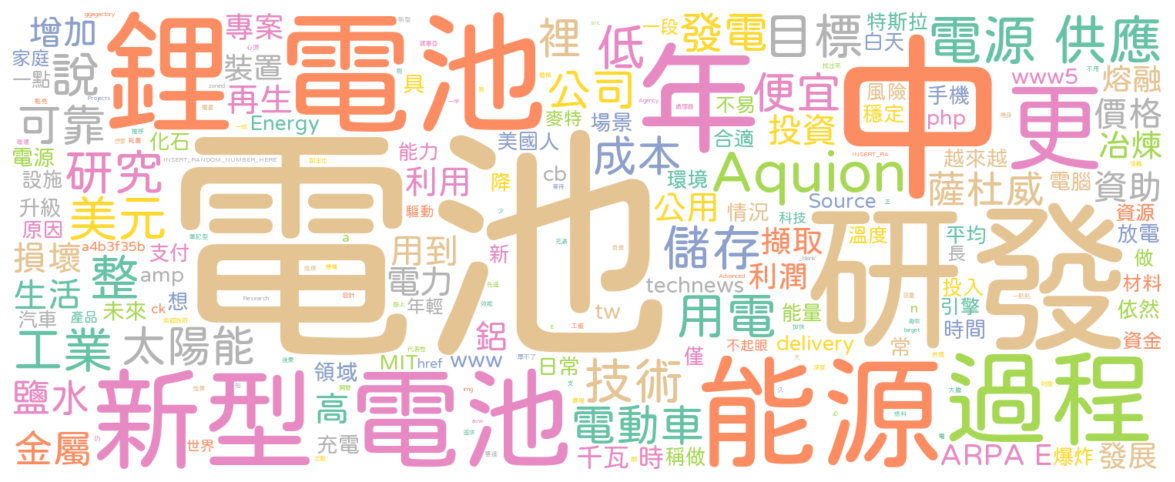 增加
專案
鋰電池
裡
低
一段
發電
目標
特斯拉
白天
電源 供應
家庭
一點
說
裝置
具
公司
年
便宜
中
風險
手機
www5
熔融
可靠
再生
Energy
麥特
場景
不易
投資
穩定
php
更
價格
化石
電源
研究
能力
美國人
成本
合適
Aquion
越來越
冶煉
設施
INSERT_RANDOM_NUMBER_HERE
INSERT_RA
利用
降
cb
環境
薩杜威
電腦
資助
升級
美元
驅動
公用
情況
Source
資源
原因
a4b3f35b
電池
儲存
擷取
科技
研發
溫度
平均
放電
損壞
支付
用到
新
長
做
整
amp
電力
technews
利潤
投入
材料
生活
未來
ck
想
Research
年輕
tw
用電
能量
n
引擎
依然
汽車
產品
鋁
僅
delivery
常
時間
資金
工業
太陽能
MIT
href
www
日常
不起眼
領域
技術
鹽水
新型電池
高
能源
過程
電動車
金屬
世界
充電
千瓦
時
稱做
ARPA E
爆炸
發展